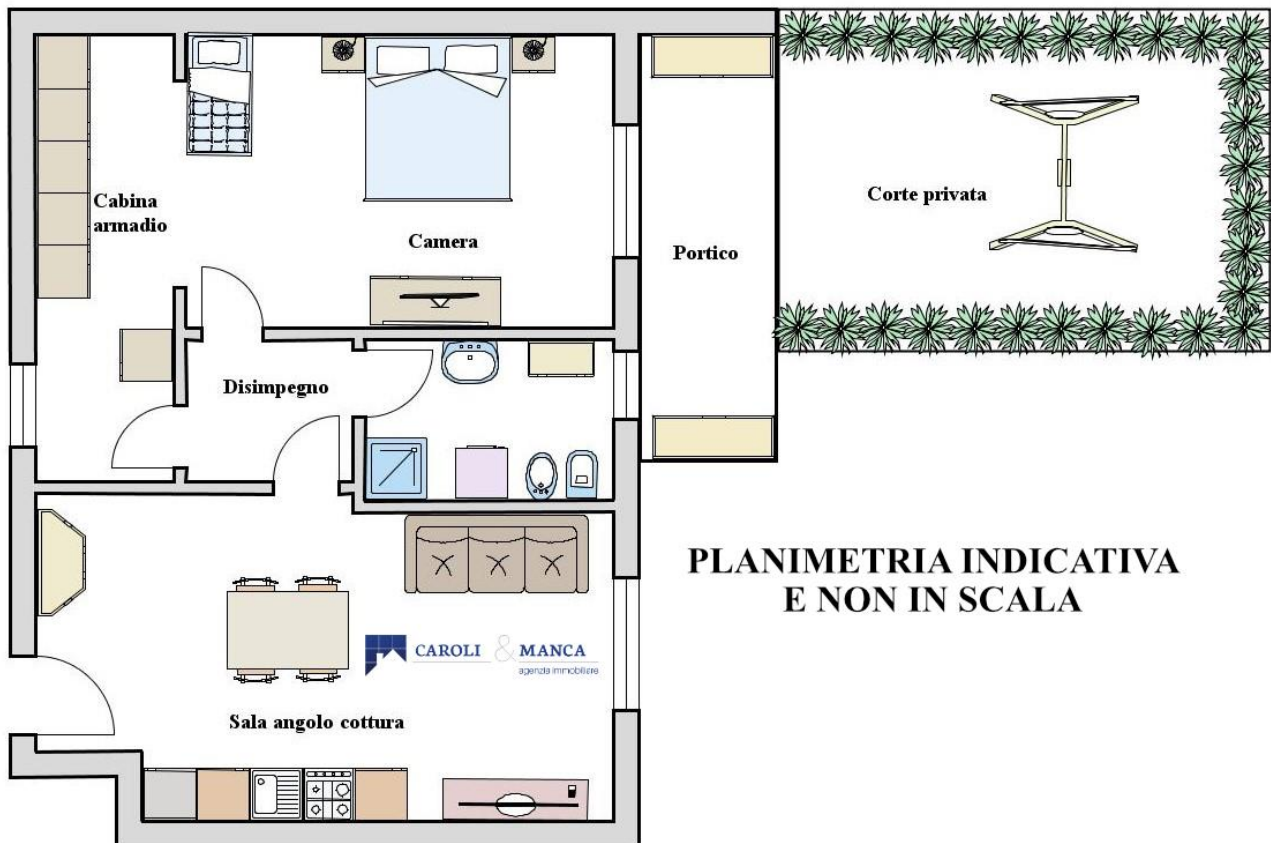 Cabina
armadio
Camera
Portico
Corte privata
Disimpegno
PLANIMETRIA INDICATIVA
E NON IN SCALA
CAROLI & MANCA
agenzia immobiliare
Sala angolo cottura